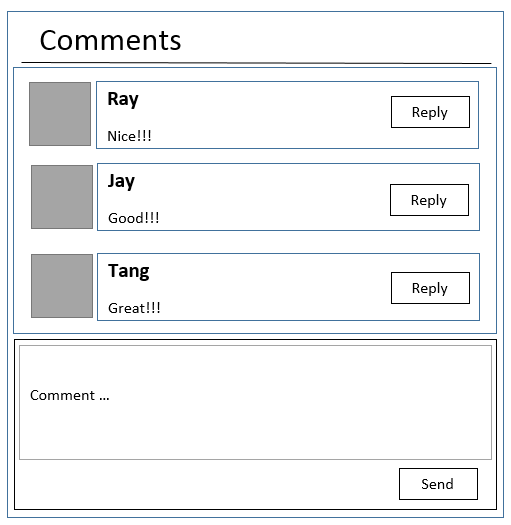 Comments
Ray
Reply
Nice!!!
Jay
Reply
Good!!!
Tang
Reply
Great!!!
Comment ...
Send